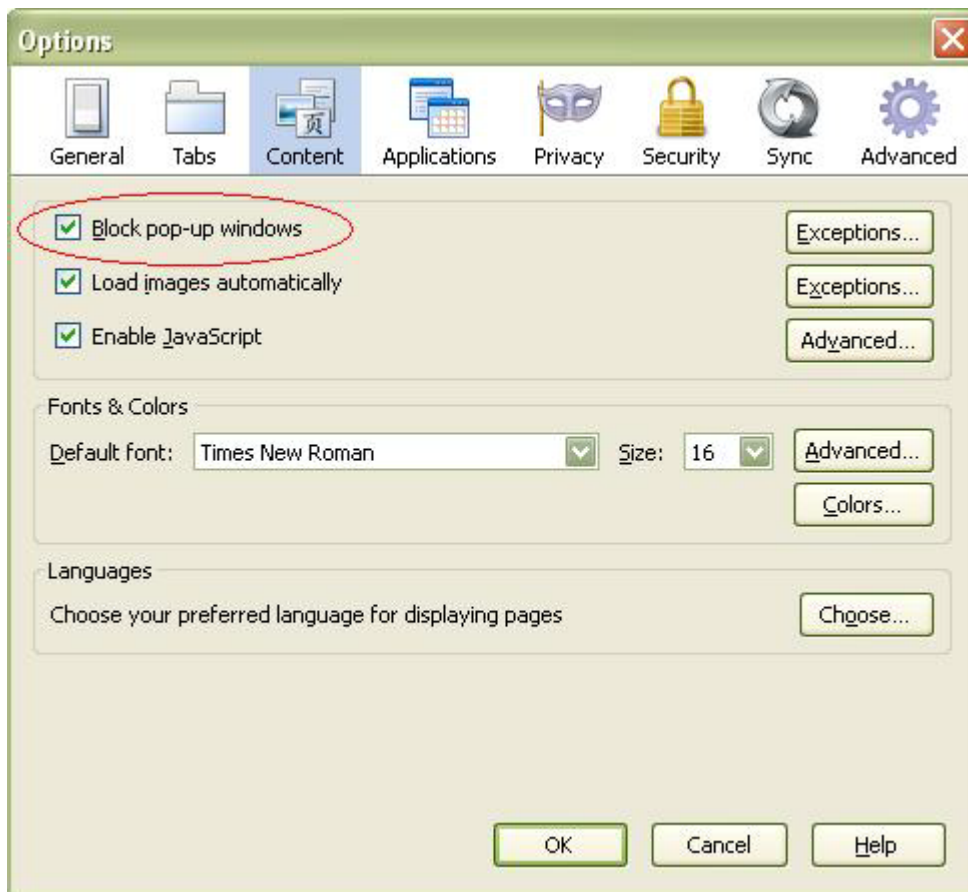 Options
General Tabs Content Applications Privacy Security Sync Advanced
页
Block pop-up windows Exceptions...
Load images automatically Exceptions...
Enable JavaScript Advanced...
Fonts & Colors
Default font: Times New Roman Size: 16 Advanced...
Colors...
Languages
Choose your preferred language for displaying pages Choose...
OK Cancel Help